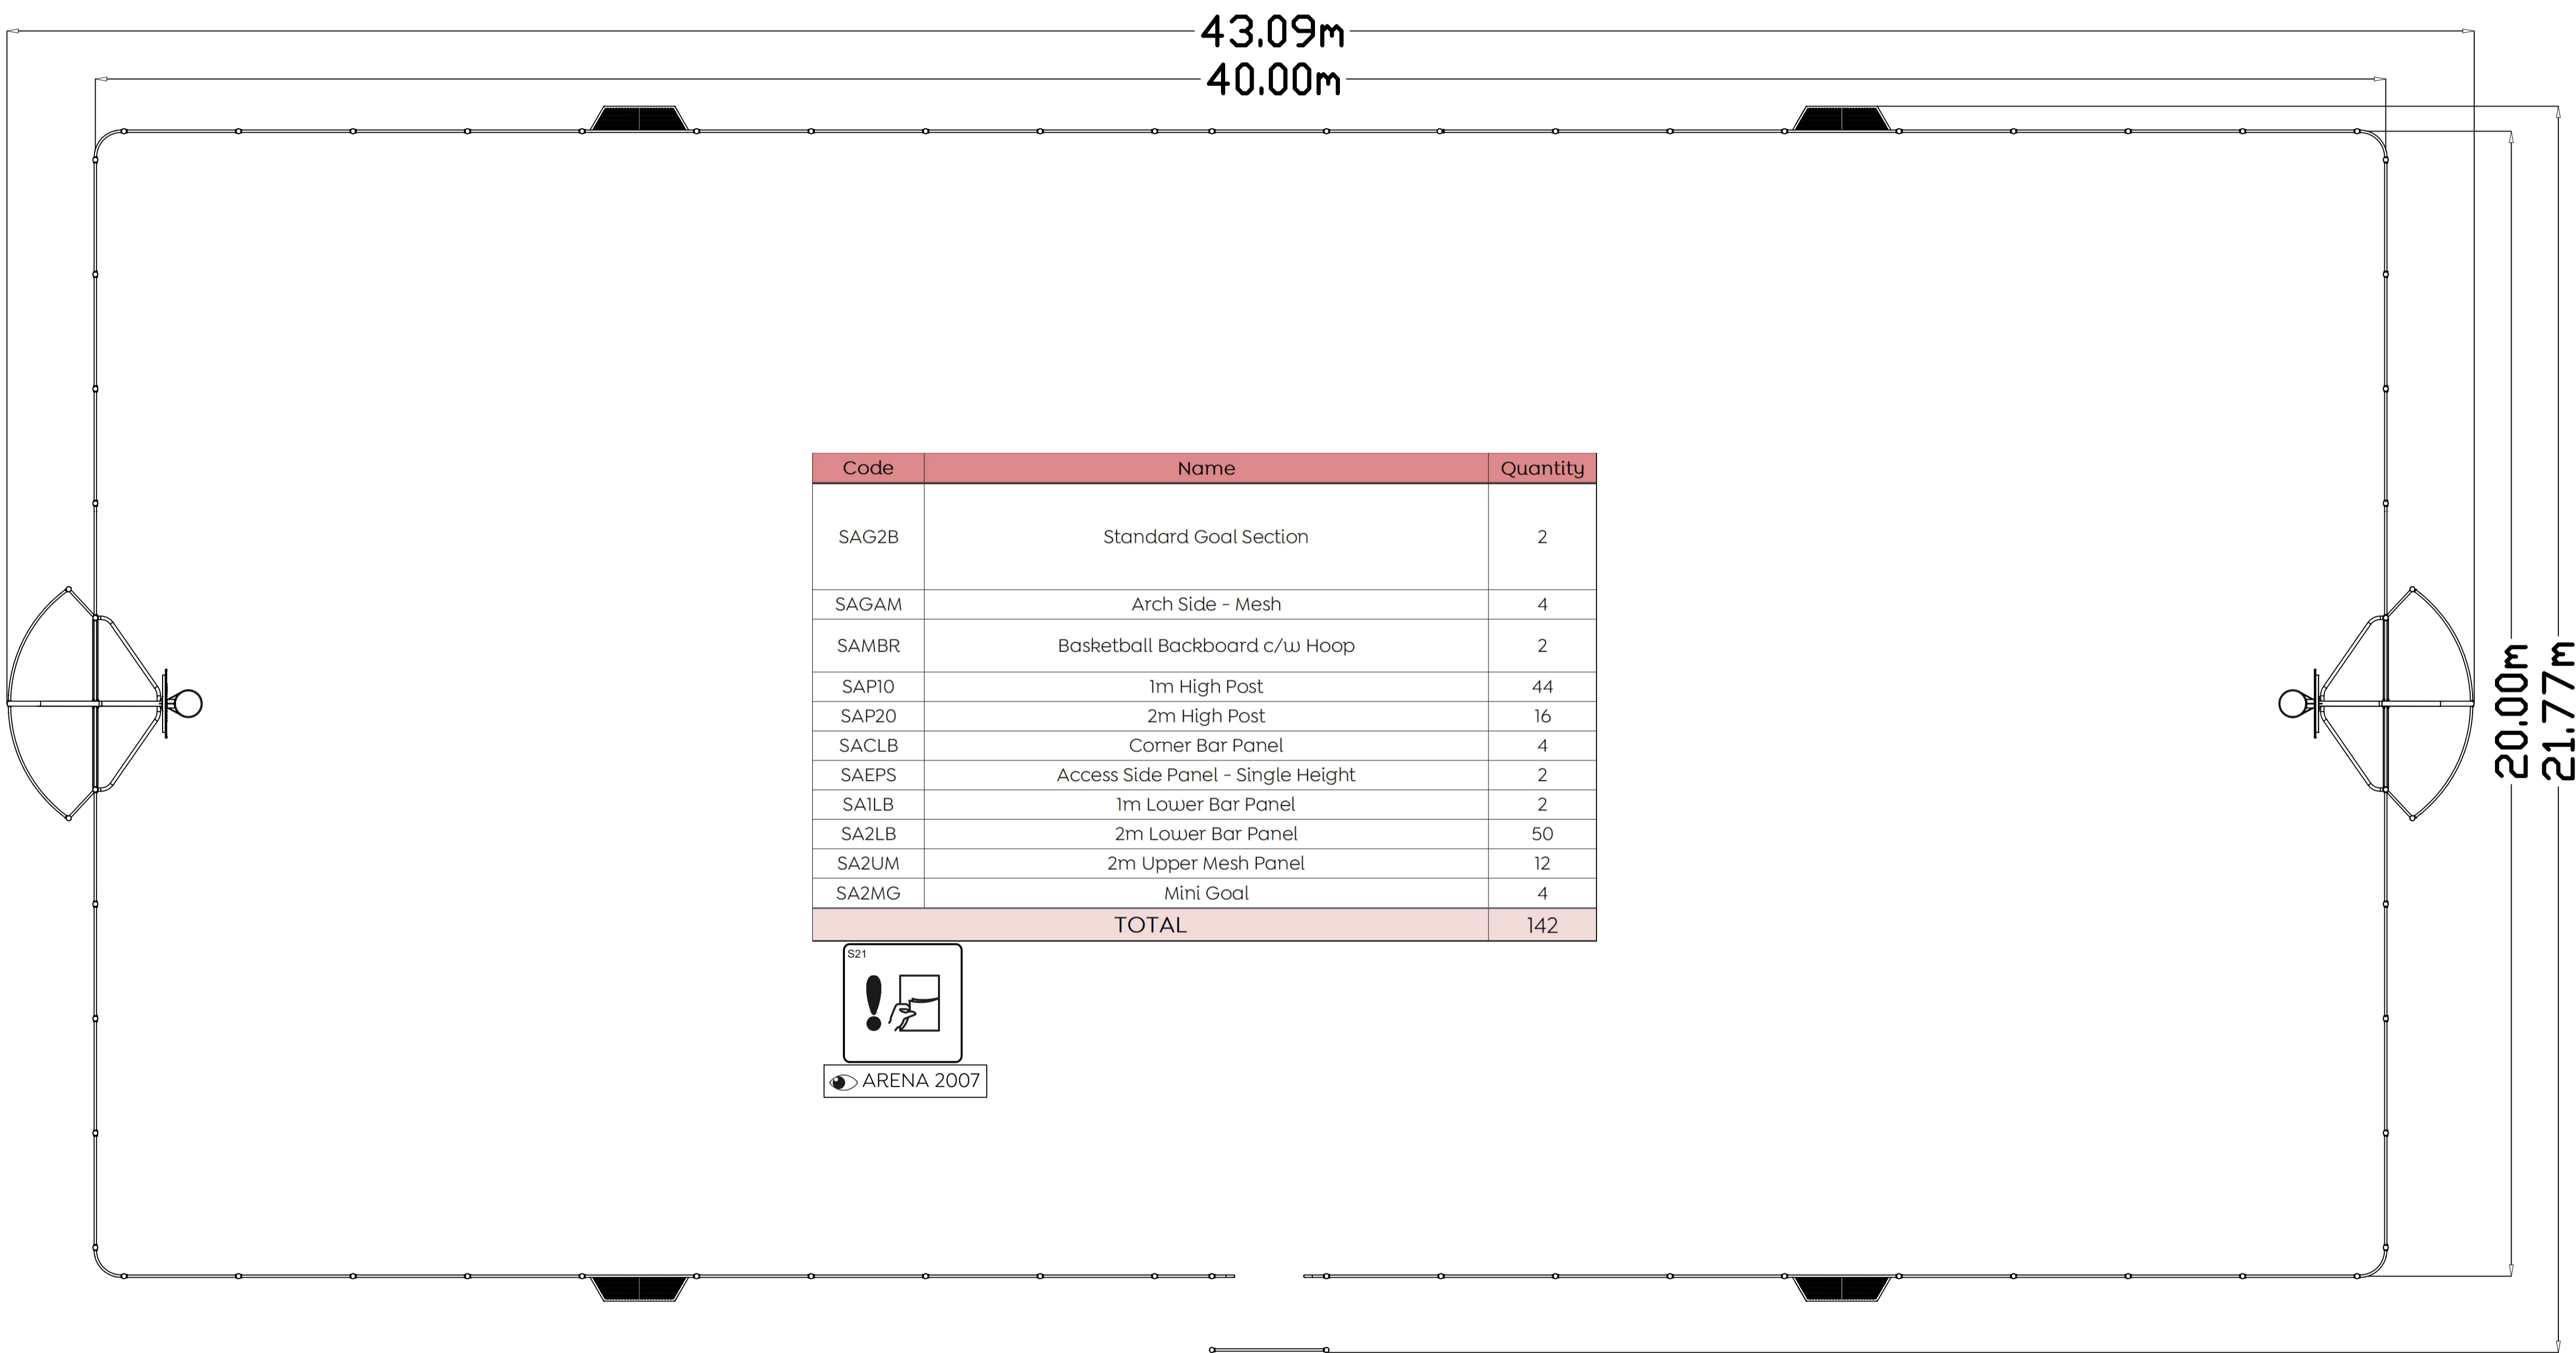 43.09m
40.00m
Code Name Quantity
SAG2B Standard Goal Section 2
SAGAM Arch Side - Mesh 4
SAMBR Basketball Backboard c/w Hoop 2
SAP10 1m High Post 44
SAP20 2m High Post 16
SACLB Corner Bar Panel 4
SAEPS Access Side Panel - Single Height 2
SA1LB 1m Lower Bar Panel 2
SA2LB 2m Lower Bar Panel 50
SA2UM 2m Upper Mesh Panel 12
SA2MG Mini Goal 4
TOTAL 142
S21
ARENA 2007
20.00m
21.77m